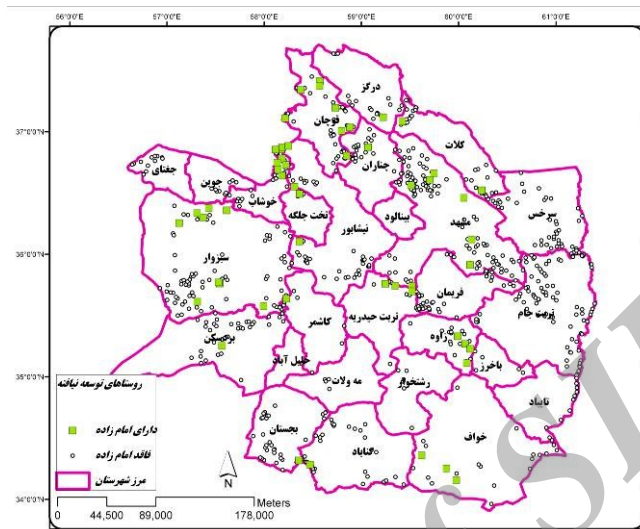 56°0'0"E 57°0'0"E 58°0'0"E 59°0'0"E 60°0'0"E 61°0'0"E
درگز
37°0'0"N
قوچان
کلات
چناران
جغتای
جوین
خوشاب
تخت جلگه
بینالود
مشهد
سرخس
نیشابور
36°0'0"N
سبزوار
فریمان
تربت جام
کاشمر
تربت حیدریه
زاوه
بردسکن
خلیل آباد
باخرز
35°0'0"N
مه ولات
رشتخوار
تایباد
بجستان
گناباد
خواف
روستاهای توسعه نیافته
دارای امام زاده
فاقد امام زاده
مرز شهرستان
N
34°0'0"N
Meters
0 44,500 89,000 178,000